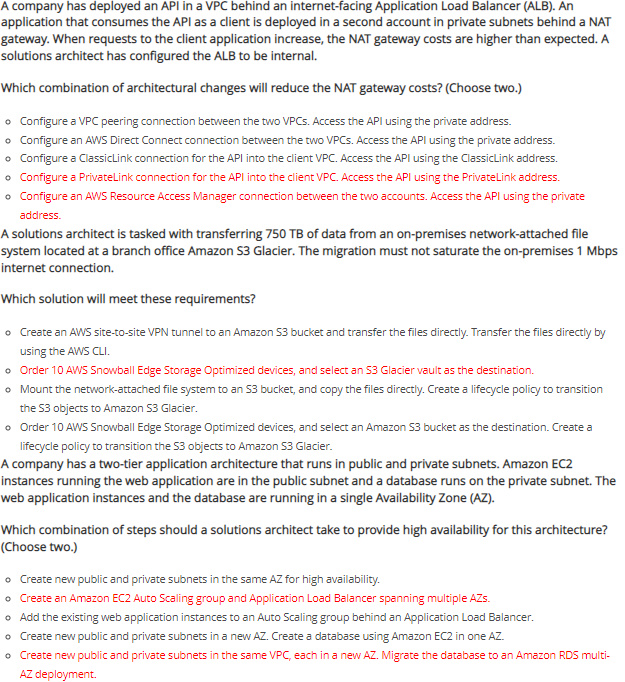 A company has deployed an API in a VPC behind an internet-facing Application Load Balancer (ALB). An
application that consumes the API as a client is deployed in a second account in private subnets behind a NAT
gateway. When requests to the client application increase, the NAT gateway costs are higher than expected. A
solutions architect has configured the ALB to be internal.
Which combination of architectural changes will reduce the NAT gateway costs? (Choose two.)
Configure a VPC peering connection between the two VPCs. Access the API using the private address.
Configure an AWS Direct Connect connection between the two VPCs. Access the API using the private address.
Configure a ClassicLink connection for the API into the client VPC. Access the API using the ClassicLink address.
Configure a PrivateLink connection for the API into the client VPC. Access the API using the PrivateLink address.
Configure an AWS Resource Access Manager connection between the two accounts. Access the API using the private
address.
A solutions architect is tasked with transferring 750 TB of data from an on-premises network-attached file
system located at a branch office Amazon S3 Glacier. The migration must not saturate the on-premises 1 Mbps
internet connection.
Which solution will meet these requirements?
Create an AWS site-to-site VPN tunnel to an Amazon S3 bucket and transfer the files directly. Transfer the files directly by
using the AWS CLI.
Order 10 AWS Snowball Edge Storage Optimized devices, and select an S3 Glacier vault as the destination.
Mount the network-attached file system to an S3 bucket, and copy the files directly. Create a lifecycle policy to transition
the S3 objects to Amazon S3 Glacier.
Order 10 AWS Snowball Edge Storage Optimized devices, and select an Amazon S3 bucket as the destination. Create a
lifecycle policy to transition the S3 objects to Amazon S3 Glacier.
A company has a two-tier application architecture that runs in public and private subnets. Amazon EC2
instances running the web application are in the public subnet and a database runs on the private subnet. The
web application instances and the database are running in a single Availability Zone (AZ).
Which combination of steps should a solutions architect take to provide high availability for this architecture?
(Choose two.)
Create new public and private subnets in the same AZ for high availability.
Create an Amazon EC2 Auto Scaling group and Application Load Balancer spanning multiple AZs.
Add the existing web application instances to an Auto Scaling group behind an Application Load Balancer.
Create new public and private subnets in a new AZ. Create a database using Amazon EC2 in one AZ.
Create new public and private subnets in the same VPC, each in a new AZ. Migrate the database to an Amazon RDS multi-
AZ deployment.